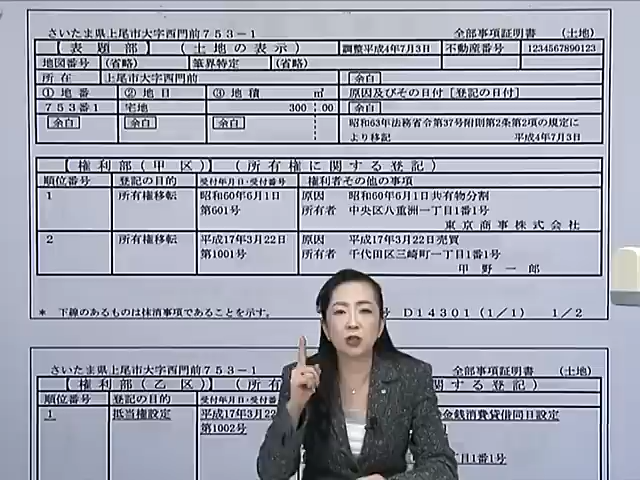 さいたま県上尾市大字西門前753-1 全部事項証明書 (土地)
【表題部】 (土地の表示) 調製平成4年7月3日 不動産番号 1234567890123
地図番号 (省略) 筆界特定 (省略)
所在 上尾市大字西門前 余白
①地番 ②地目 ③地積 ㎡ 原因及びその日付[登記の日付]
753番1 宅地 300:00 余白
余白 余白 余白 昭和63年法務省令第37号附則第2条第2項の規定に
より移記 平成4年7月3日
【権利部(甲区)】 (所有権に関する登記)
順位番号 登記の目的 受付年月日・受付番号 権利者その他の事項
1 所有権移転 昭和60年6月1日 原因 昭和60年6月1日共有物分割
第601号 所有者 中央区八重洲一丁目1番1号
東京商事株式会社
2 所有権移転 平成17年3月22日 原因 平成17年3月22日売買
第1001号 所有者 千代田区三崎町一丁目1番1号
甲野一郎
* 下線のあるものは抹消事項であることを示す。 号 D14301 (1/1) 1/2
さいたま県上尾市大字西門前753-1 全部事項証明書 (土地)
【権利部(乙区)】 (所有 する登記)
順位番号 登記の目的 受付年月日・受付番号
1 抵当権設定 平成17年3月22 金銭消費貸借同日設定
第1002号
目1番1号